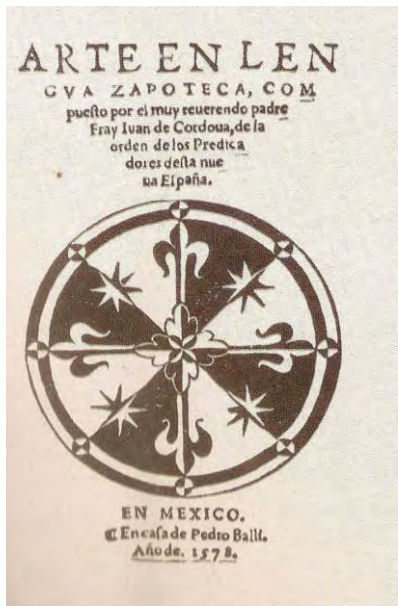 ARTE EN LEN
GVA ZAPOTECA, COM
pueſto por el muy reuerendo padre
Fray Iuan de Cordoua, de la
orden de los Predica
dores deſta nue
ua Eſpaña.
EN MEXICO.
¶ En caſa de Pedro Balli.
Año de. 1578.